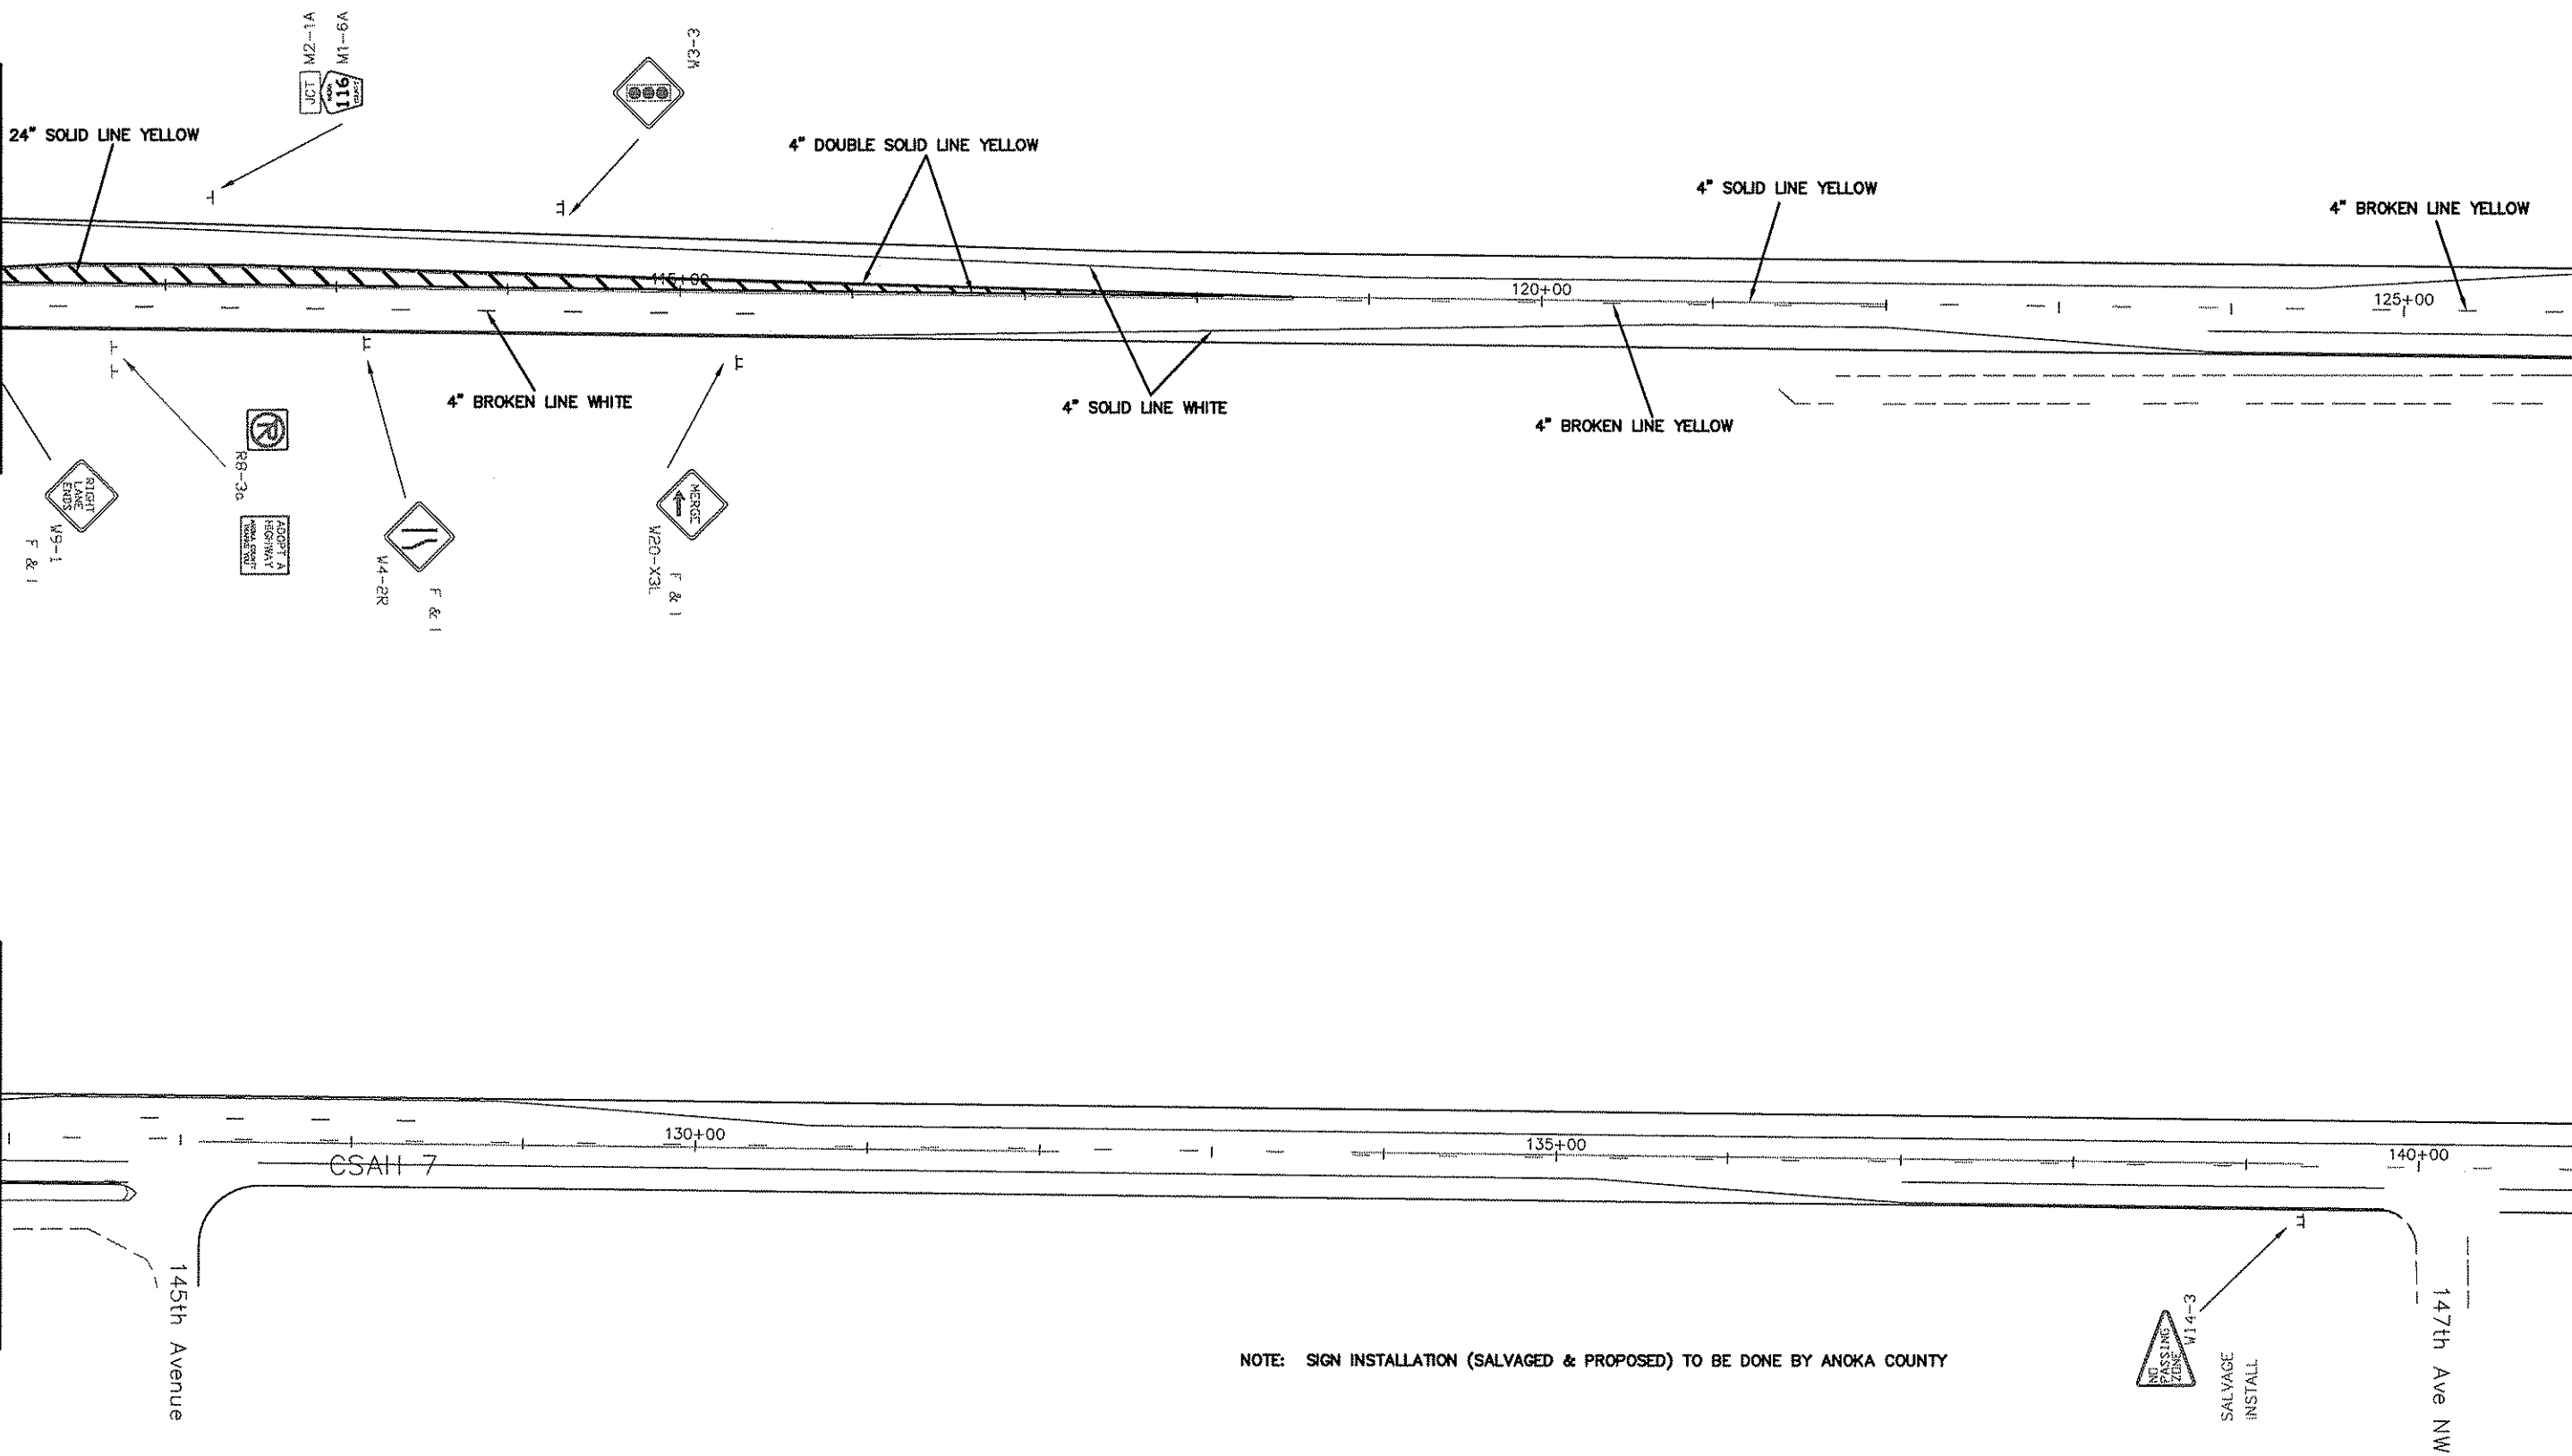 M2-1A
M1-6A
JCT
116
W3-3
24" SOLID LINE YELLOW
4" DOUBLE SOLID LINE YELLOW
4" SOLID LINE YELLOW
4" BROKEN LINE YELLOW
115+00
120+00
125+00
4" BROKEN LINE WHITE
4" SOLID LINE WHITE
4" BROKEN LINE YELLOW
RIGHT
LANE
ENDS
W9-1
F & I
R8-3a
ADOPT A
HIGHWAY
W4-2R
F & I
MERGE
W20-X3L
F & I
130+00
135+00
140+00
CSAH 7
145th Avenue
147th Ave NW
NO
PASSING
ZONE
W14-3
SALVAGE
INSTALL
NOTE: SIGN INSTALLATION (SALVAGED & PROPOSED) TO BE DONE BY ANOKA COUNTY